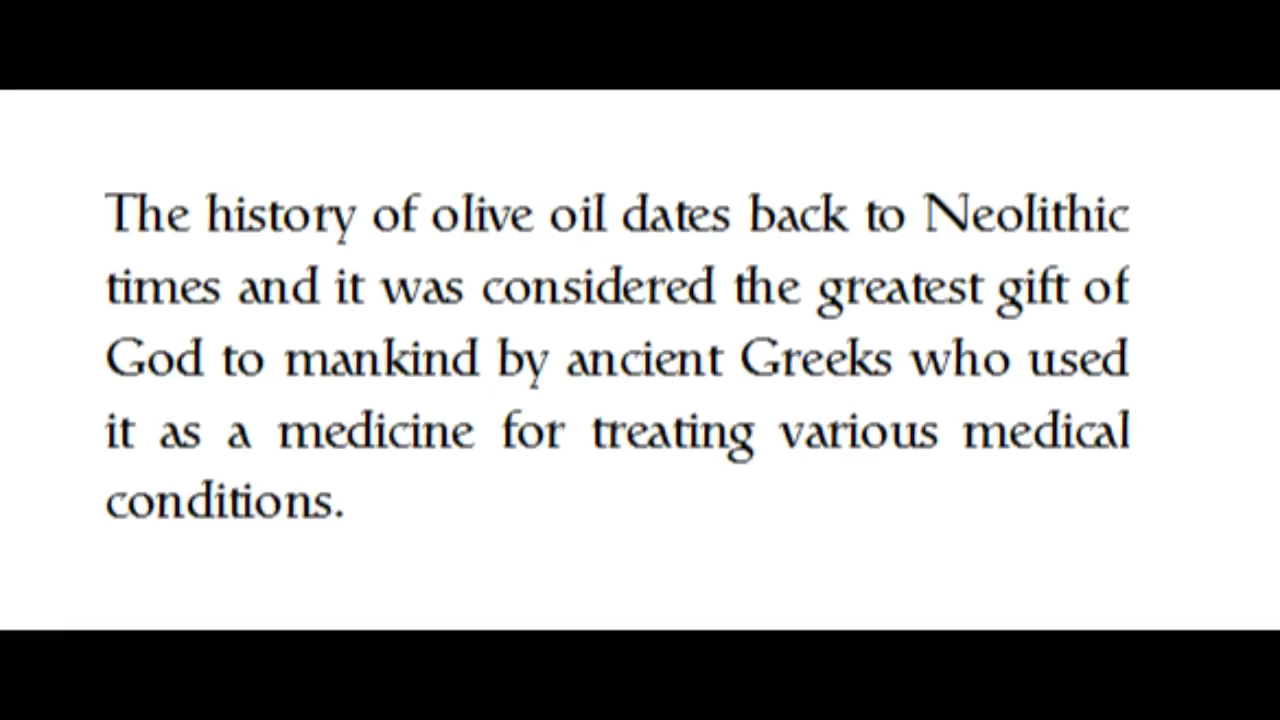 The history of olive oil dates back to Neolithic
times and it was considered the greatest gift of
God to mankind by ancient Greeks who used
it as a medicine for treating various medical
conditions.